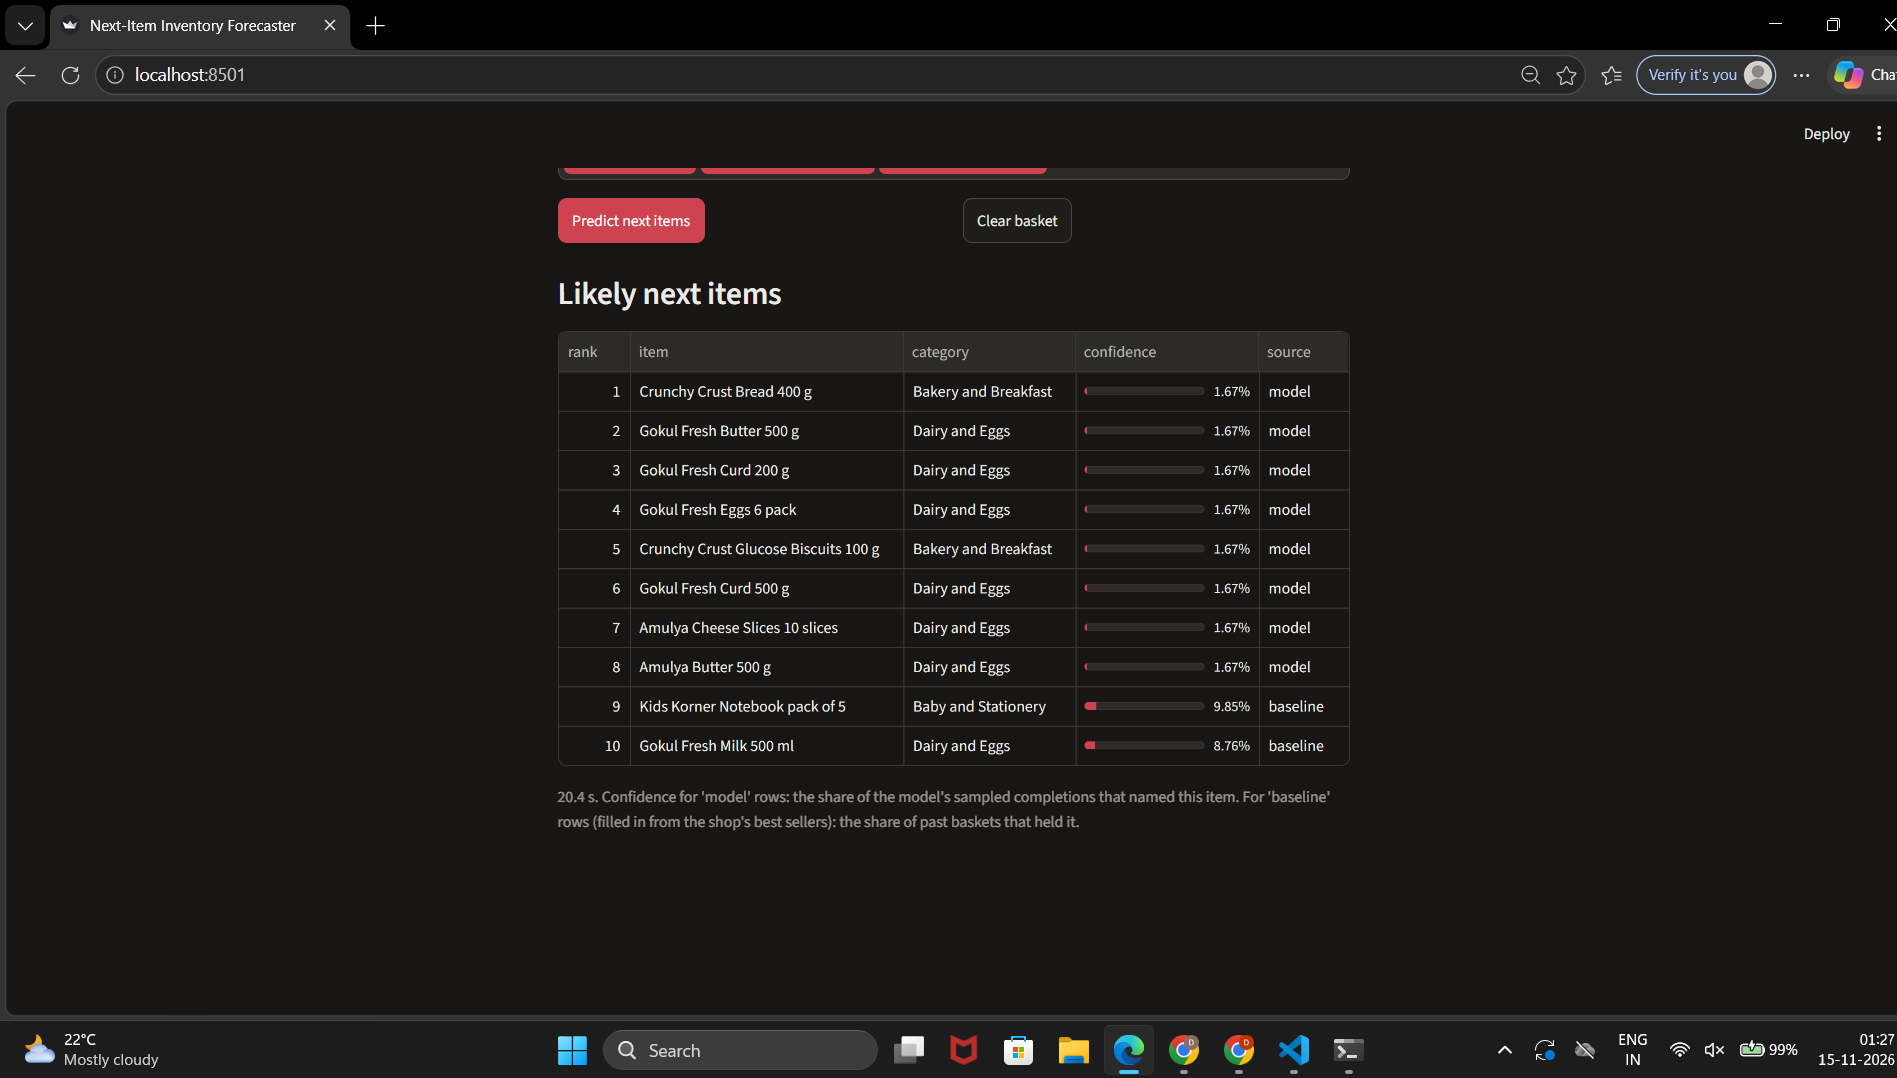 Next-Item Inventory Forecaster
localhost:8501
Verify it's you
Deploy
Predict next items
Clear basket
Likely next items
rank item category confidence source
1 Crunchy Crust Bread 400 g Bakery and Breakfast 1.67% model
2 Gokul Fresh Butter 500 g Dairy and Eggs 1.67% model
3 Gokul Fresh Curd 200 g Dairy and Eggs 1.67% model
4 Gokul Fresh Eggs 6 pack Dairy and Eggs 1.67% model
5 Crunchy Crust Glucose Biscuits 100 g Bakery and Breakfast 1.67% model
6 Gokul Fresh Curd 500 g Dairy and Eggs 1.67% model
7 Amulya Cheese Slices 10 slices Dairy and Eggs 1.67% model
8 Amulya Butter 500 g Dairy and Eggs 1.67% model
9 Kids Korner Notebook pack of 5 Baby and Stationery 9.85% baseline
10 Gokul Fresh Milk 500 ml Dairy and Eggs 8.76% baseline
20.4 s. Confidence for 'model' rows: the share of the model's sampled completions that named this item. For 'baseline'
rows (filled in from the shop's best sellers): the share of past baskets that held it.
22°C
Mostly cloudy
Search
ENG
IN
99%
01:27
15-11-2026